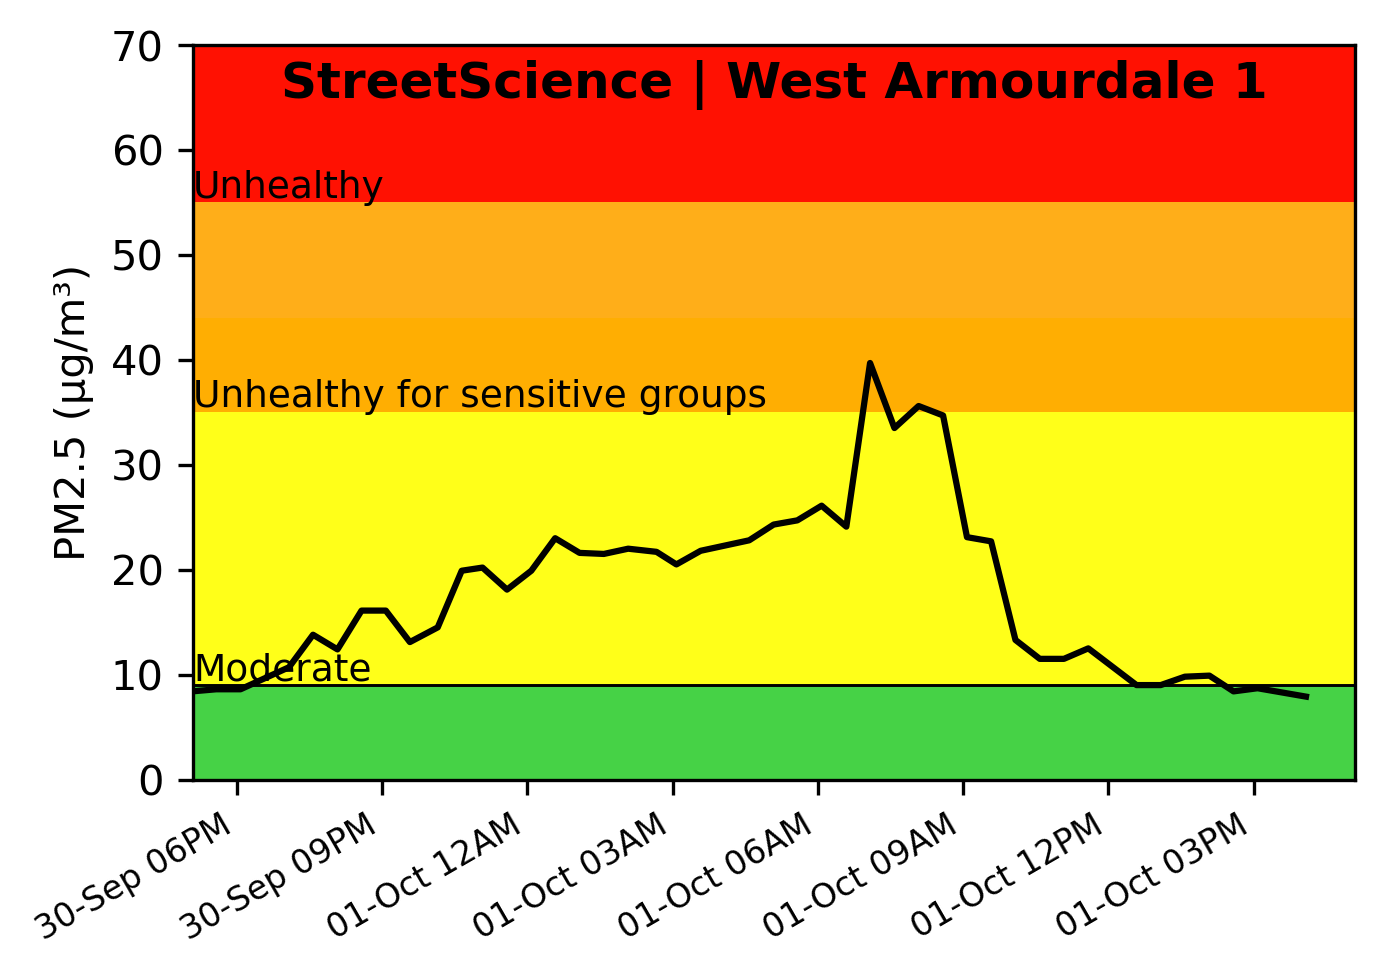 StreetScience | West Armourdale 1
70
60
50
40
30
20
10
0
PM2.5 (µg/m³)
Unhealthy
Unhealthy for sensitive groups
Moderate
30-Sep 06PM
30-Sep 09PM
01-Oct 12AM
01-Oct 03AM
01-Oct 06AM
01-Oct 09AM
01-Oct 12PM
01-Oct 03PM